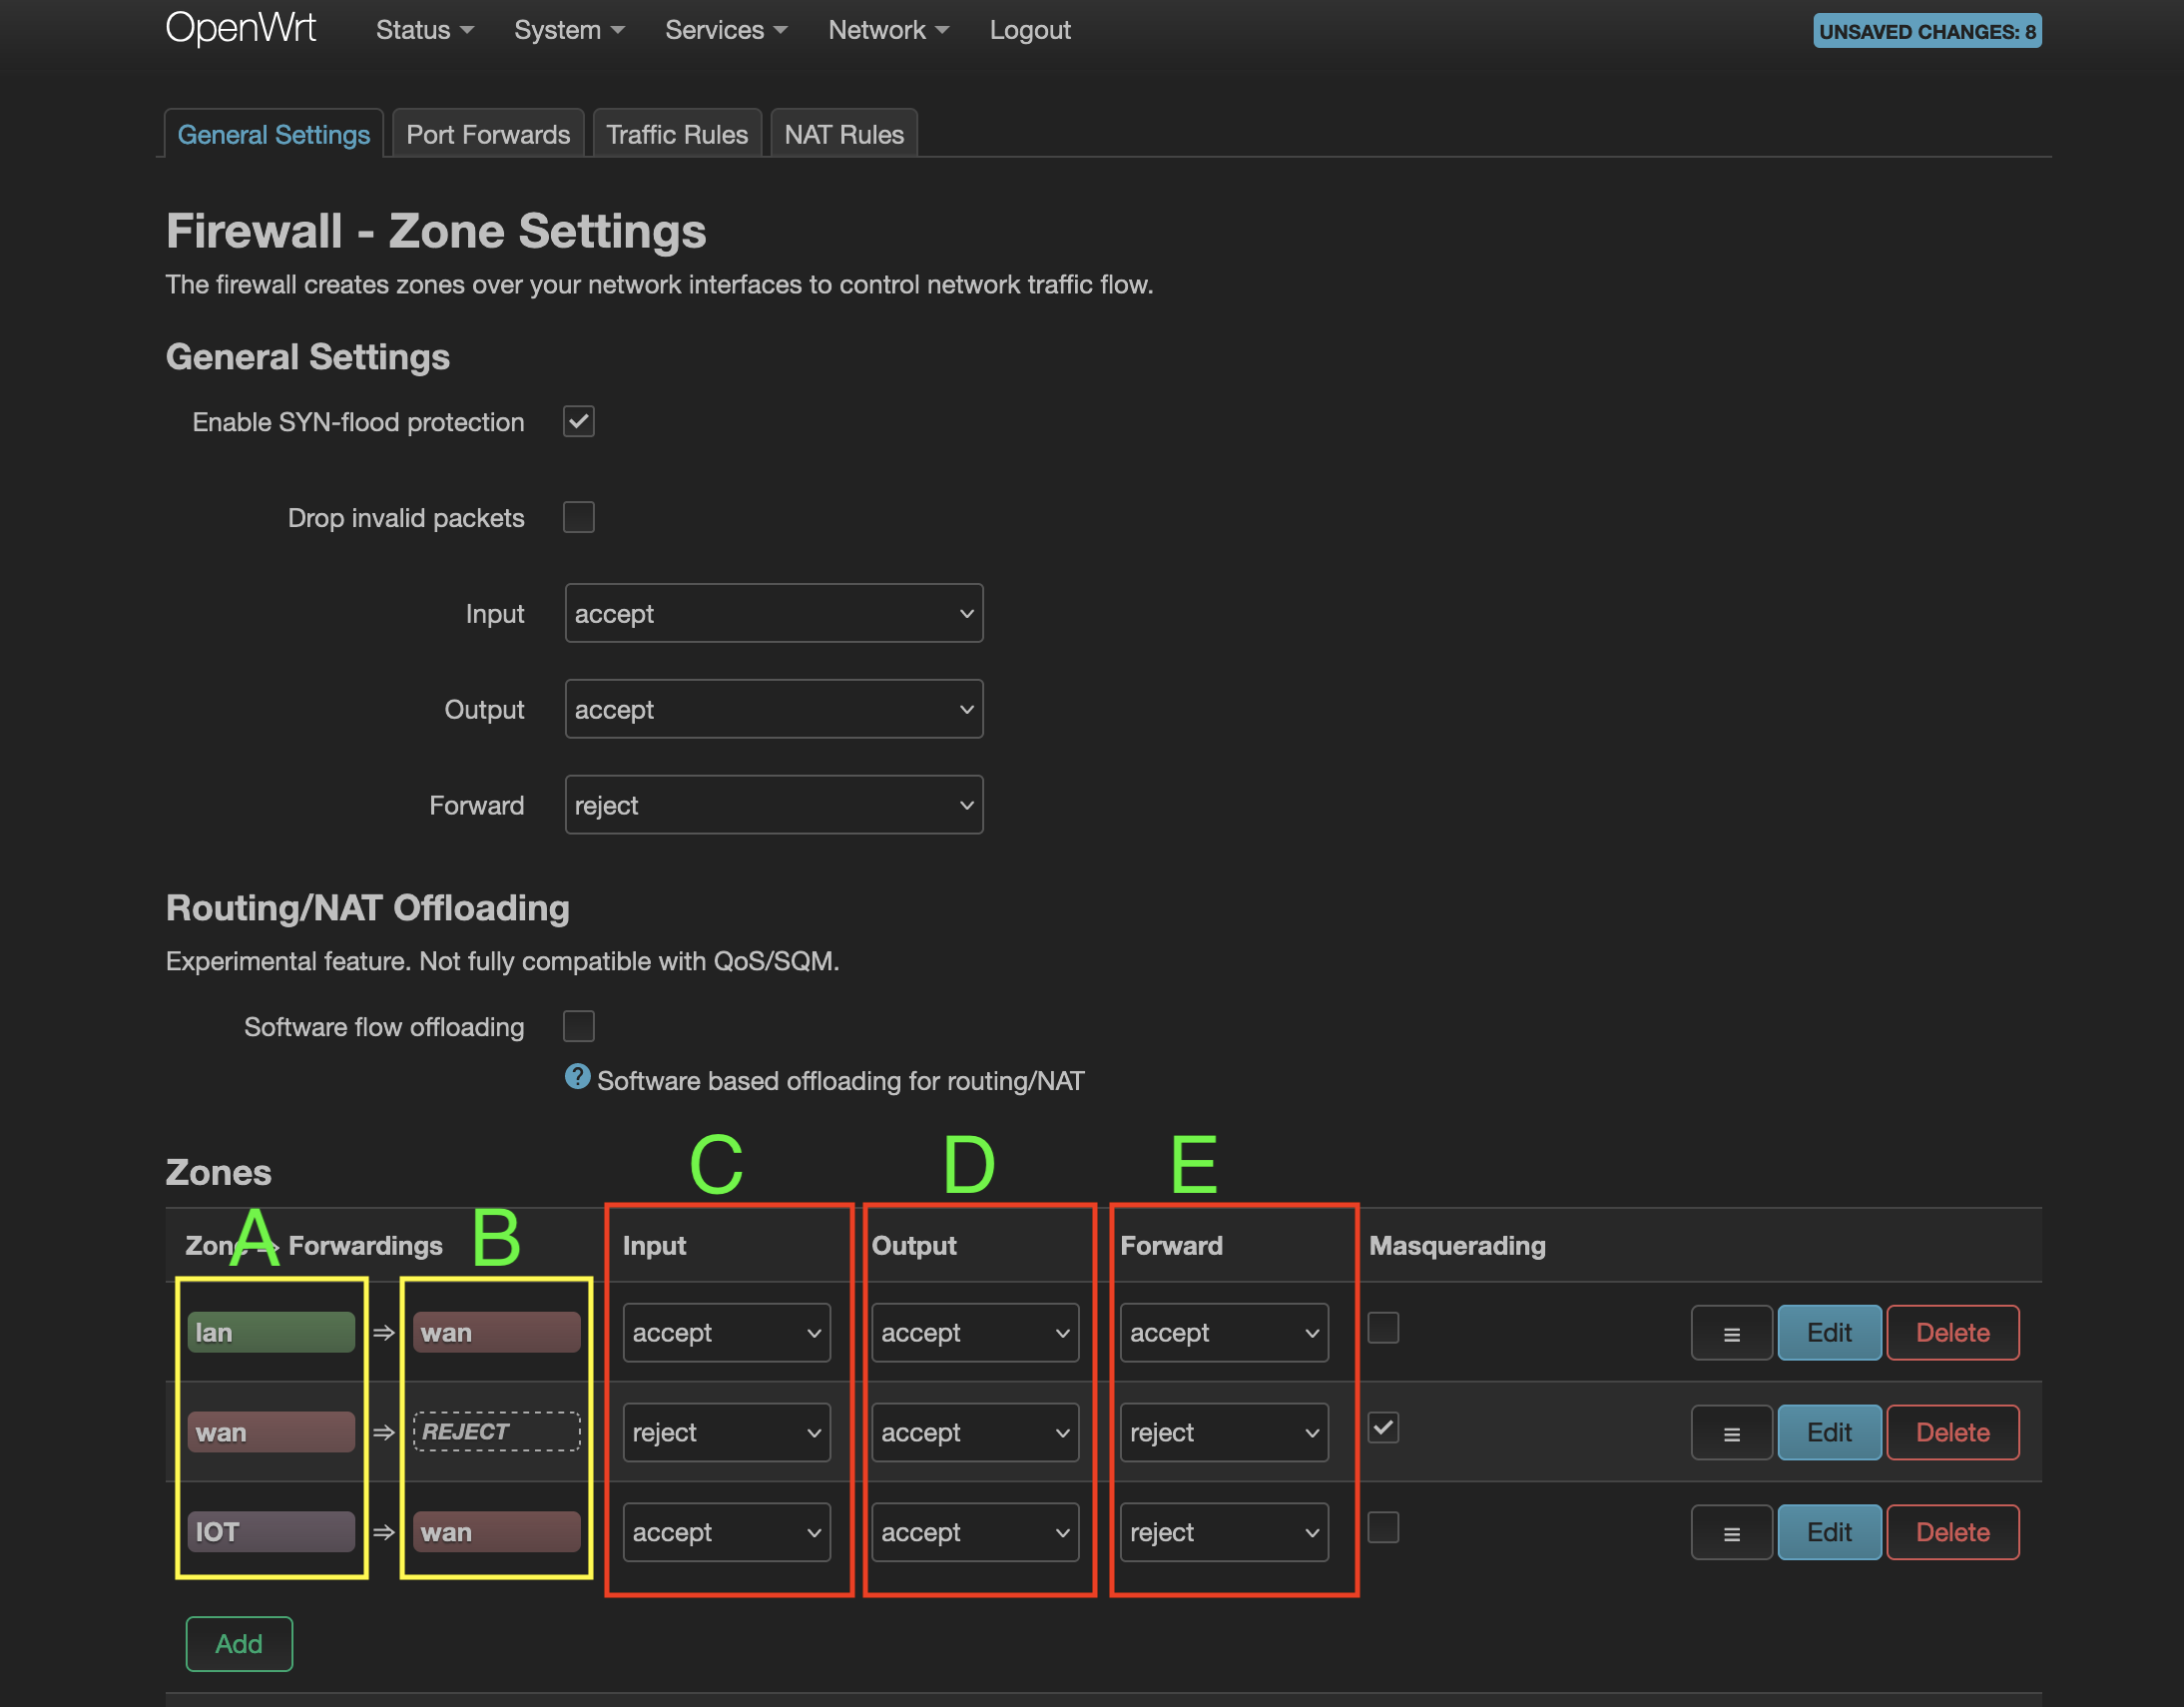 OpenWrt Status System Services Network Logout UNSAVED CHANGES: 8
General Settings Port Forwards Traffic Rules NAT Rules
Firewall - Zone Settings
The firewall creates zones over your network interfaces to control network traffic flow.
General Settings
Enable SYN-flood protection
Drop invalid packets
Input accept
Output accept
Forward reject
Routing/NAT Offloading
Experimental feature. Not fully compatible with QoS/SQM.
Software flow offloading
? Software based offloading for routing/NAT
C D E
Zones
A B
Zone ⇒ Forwardings Input Output Forward Masquerading
lan ⇒ wan accept accept accept Edit Delete
wan ⇒ REJECT reject accept reject Edit Delete
IOT ⇒ wan accept accept reject Edit Delete
Add